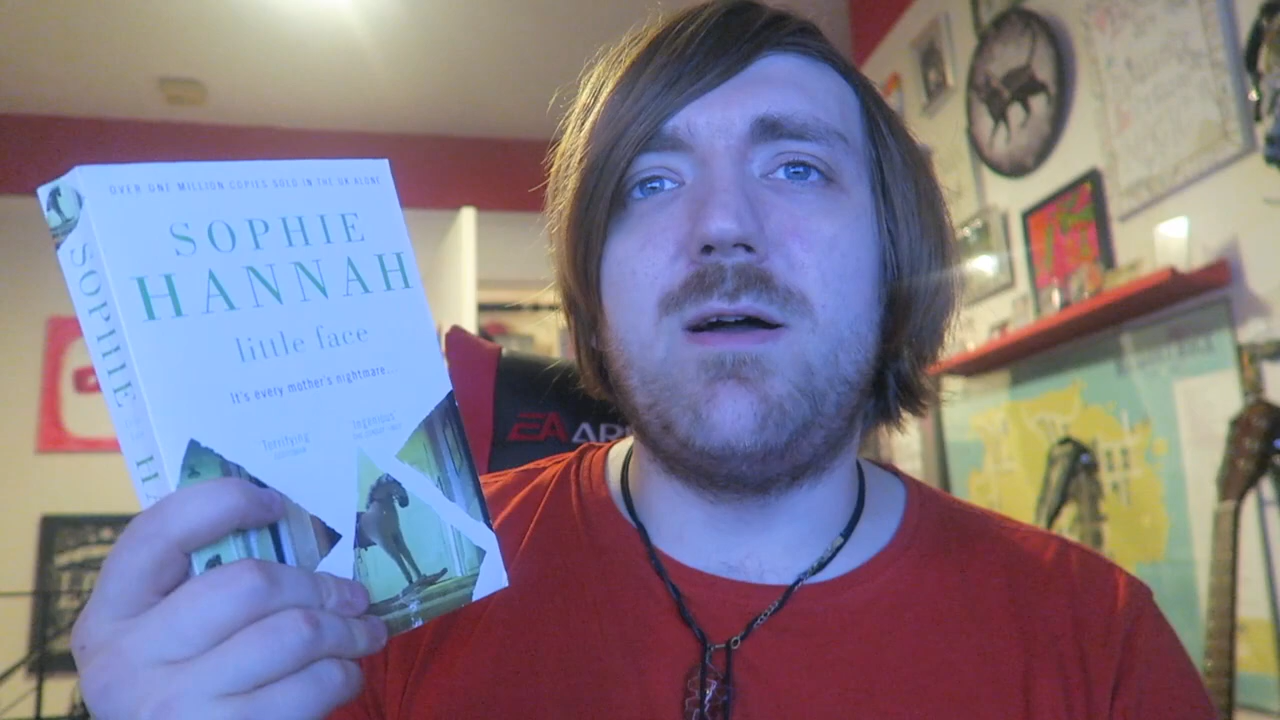 OVER ONE MILLION COPIES SOLD IN THE UK ALONE
SOPHIE
HANNAH
little face
It's every mother's nightmare...
'Terrifying'
'Ingenious'
SOPHIE HA
EA